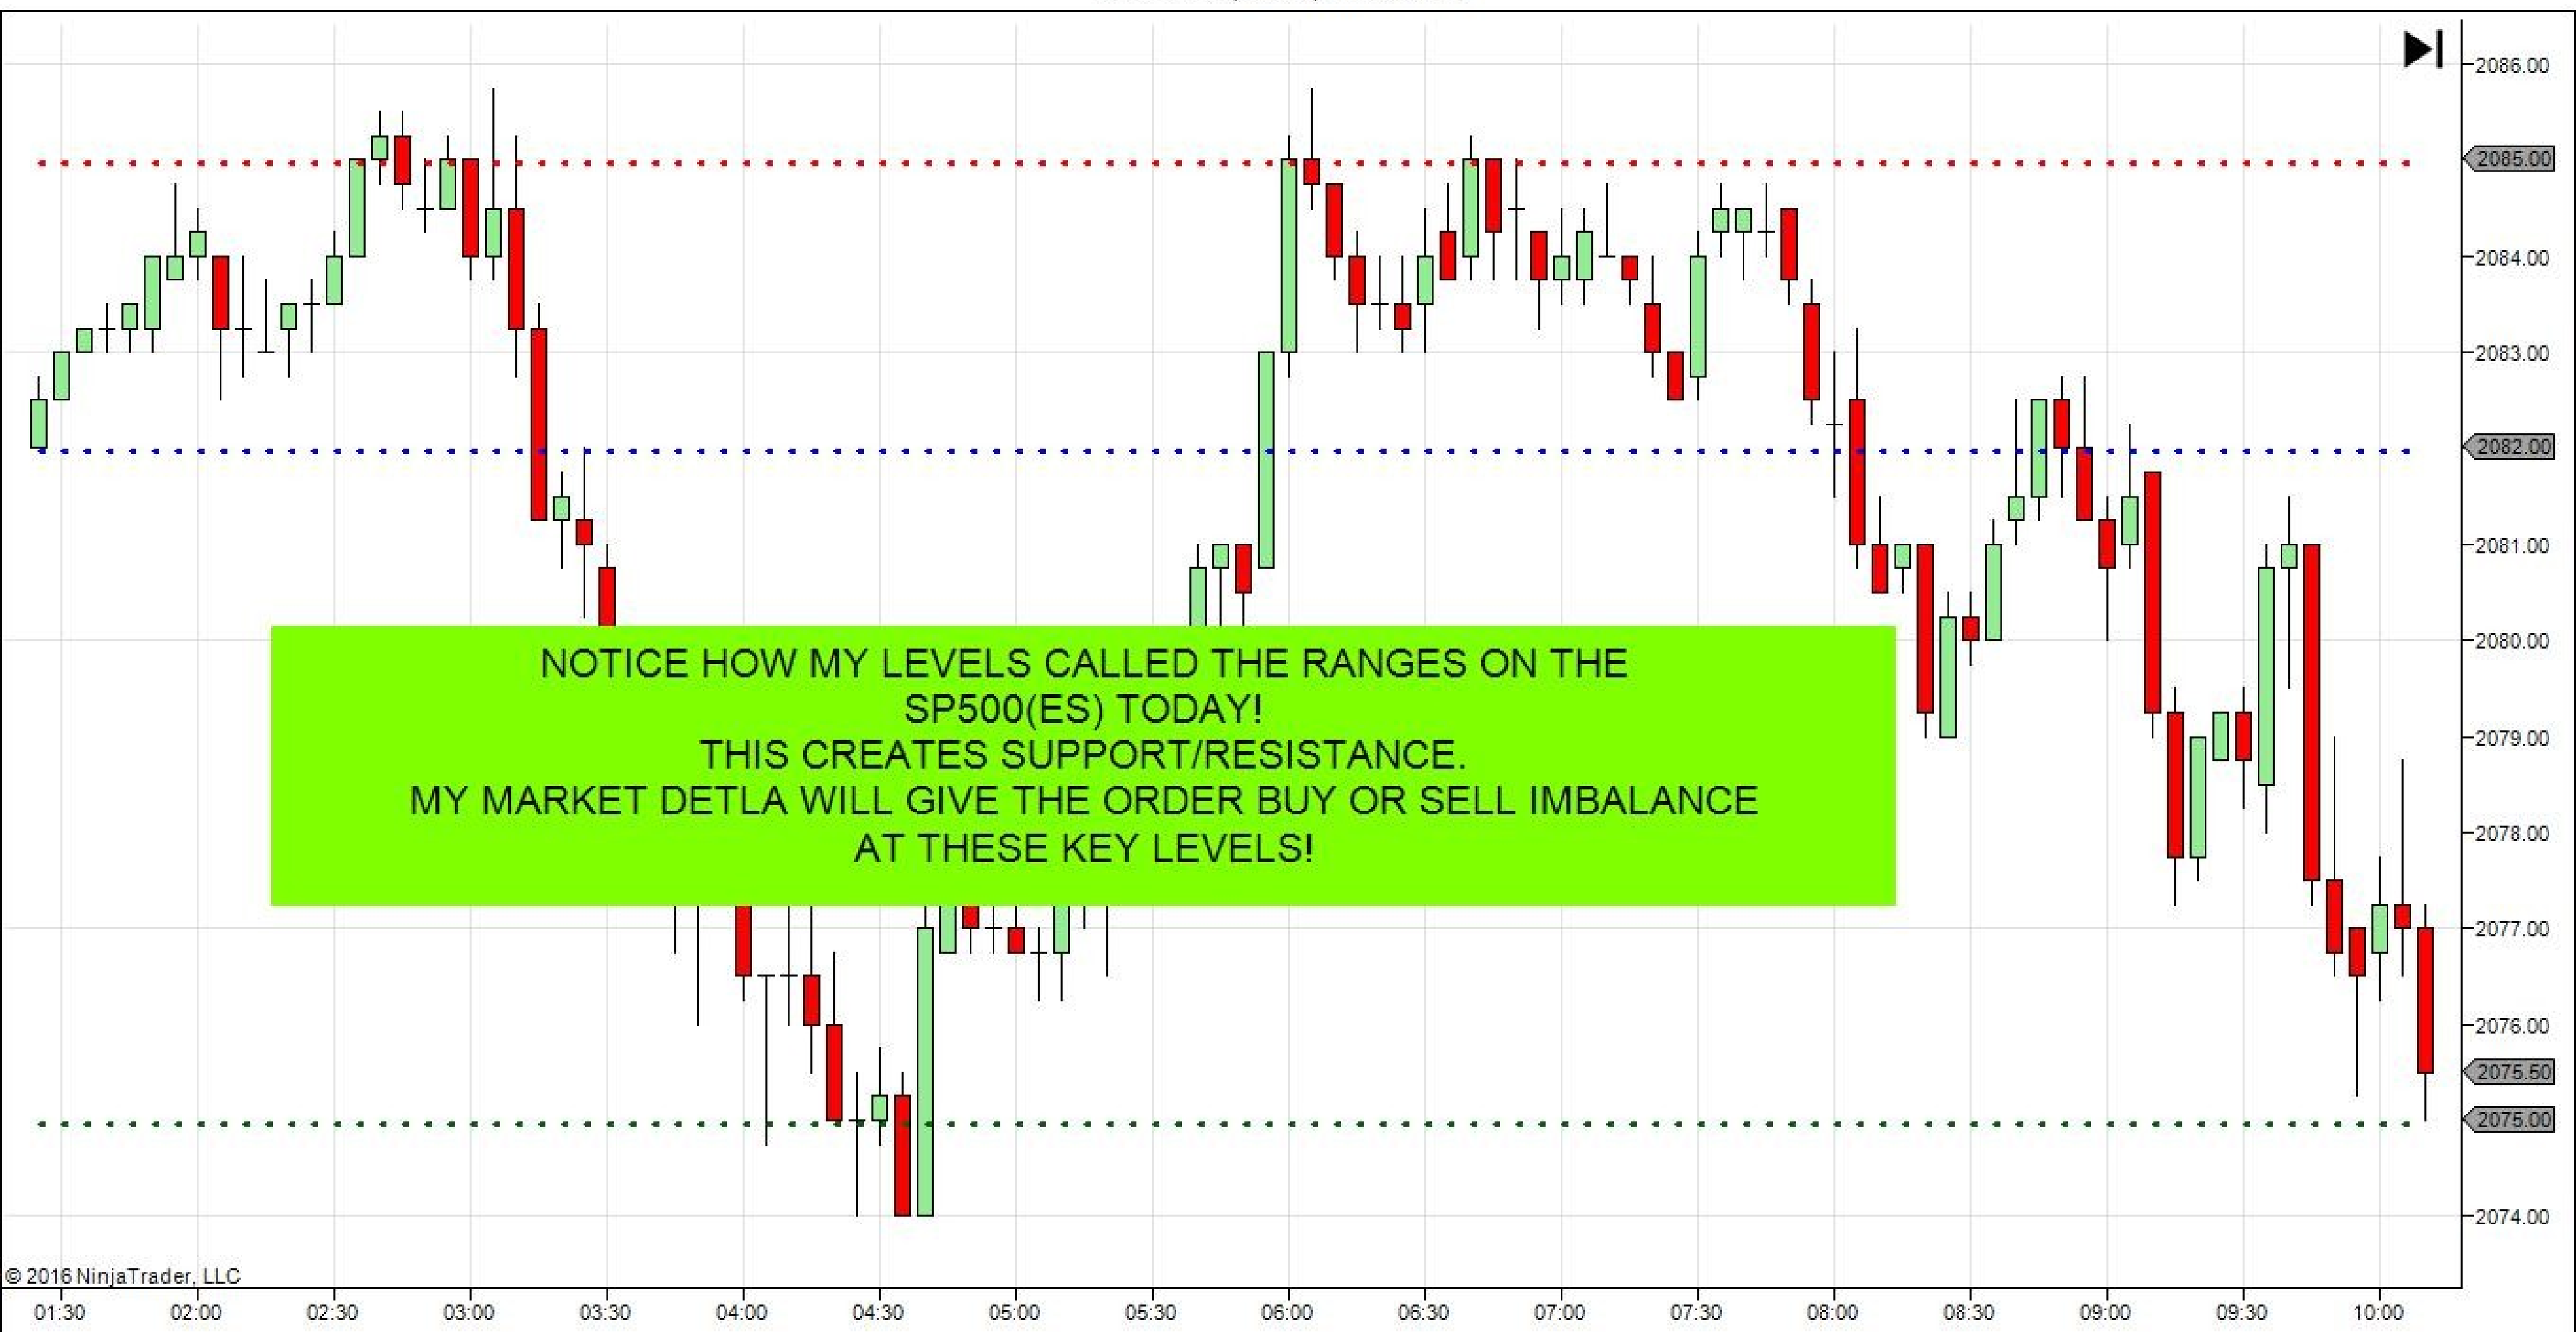 2086.00
2085.00
2084.00
2083.00
2082.00
2081.00
2080.00
NOTICE HOW MY LEVELS CALLED THE RANGES ON THE
SP500(ES) TODAY!
THIS CREATES SUPPORT/RESISTANCE.
MY MARKET DETLA WILL GIVE THE ORDER BUY OR SELL IMBALANCE
AT THESE KEY LEVELS!
2079.00
2078.00
2077.00
2076.00
2075.50
2075.00
2074.00
© 2016 NinjaTrader, LLC
01:30 02:00 02:30 03:00 03:30 04:00 04:30 05:00 05:30 06:00 06:30 07:00 07:30 08:00 08:30 09:00 09:30 10:00